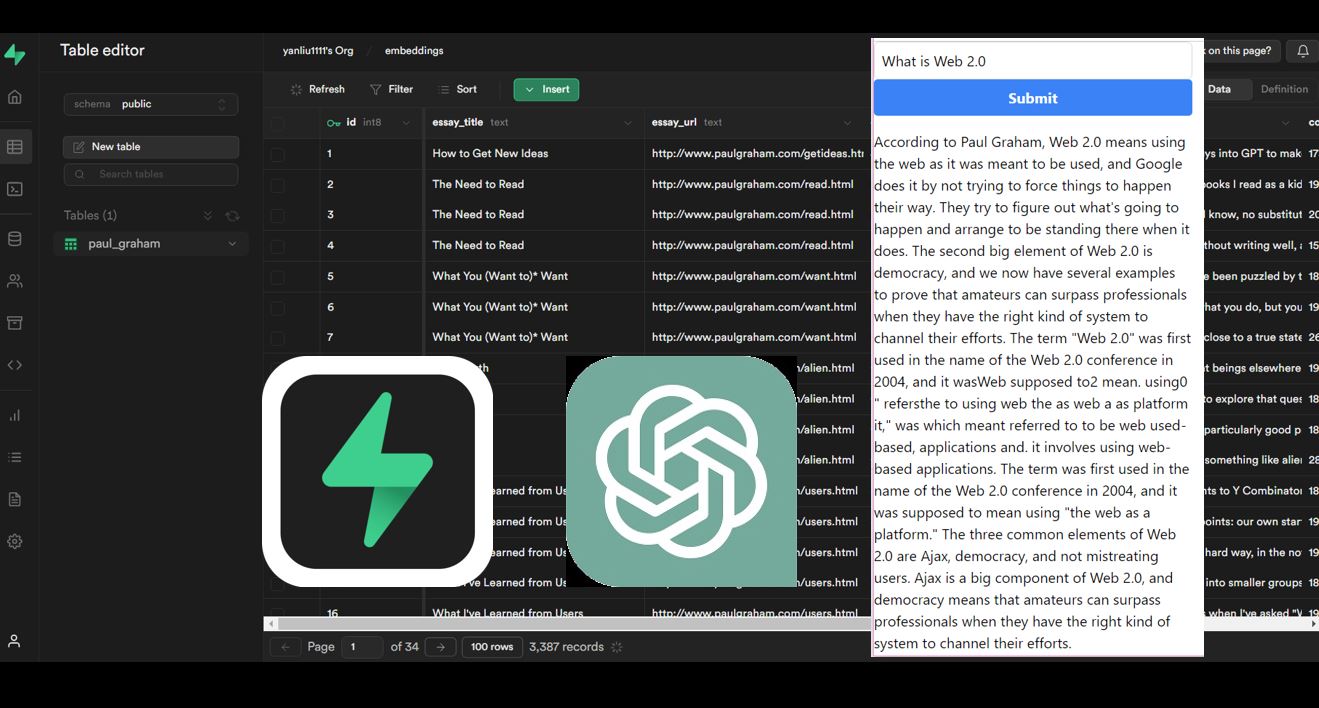 Table editor
yanliu1111's Org / embeddings
on this page?
Refresh Filter Sort Insert
Data Definition
schema public
New table
Search tables
Tables (1)
paul_graham
id int8 essay_title text essay_url text
1 How to Get New Ideas http://www.paulgraham.com/getideas.htr
2 The Need to Read http://www.paulgraham.com/read.html
3 The Need to Read http://www.paulgraham.com/read.html
4 The Need to Read http://www.paulgraham.com/read.html
5 What You (Want to)* Want http://www.paulgraham.com/want.html
6 What You (Want to)* Want http://www.paulgraham.com/want.html
7 What You (Want to)* Want http://www.paulgraham.com/want.html
th /alien.html
/alien.html
/alien.html
/alien.html
earned from Us /users.html
earned from Us /users.html
earned from Us /users.html
've Learned from Us /users.html
16 What I've Learned from Users http://www.paulgraham.com/users.html
Page 1 of 34 100 rows 3,387 records
What is Web 2.0
Submit
According to Paul Graham, Web 2.0 means using
the web as it was meant to be used, and Google
does it by not trying to force things to happen
their way. They try to figure out what's going to
happen and arrange to be standing there when it
does. The second big element of Web 2.0 is
democracy, and we now have several examples
to prove that amateurs can surpass professionals
when they have the right kind of system to
channel their efforts. The term "Web 2.0" was first
used in the name of the Web 2.0 conference in
2004, and it wasWeb supposed to2 mean. using0
" refersthe to using web the as web a as platform
it," was which meant referred to to be web used-
based, applications and. it involves using web-
based applications. The term was first used in the
name of the Web 2.0 conference in 2004, and it
was supposed to mean using "the web as a
platform." The three common elements of Web
2.0 are Ajax, democracy, and not mistreating
users. Ajax is a big component of Web 2.0, and
democracy means that amateurs can surpass
professionals when they have the right kind of
system to channel their efforts.
co
ys into GPT to mak 17
ooks I read as a kid 19
know, no substitut 20
thout writing well, 15
e been puzzled by t 18
hat you do, but you 18
close to a true state 26
t beings elsewhere 19
to explore that ques 18
particularly good p 18
something like alie 28
nts to Y Combinator 18
points: our own star 19
hard way, in the no 19
into smaller groups 18
when I've asked 19